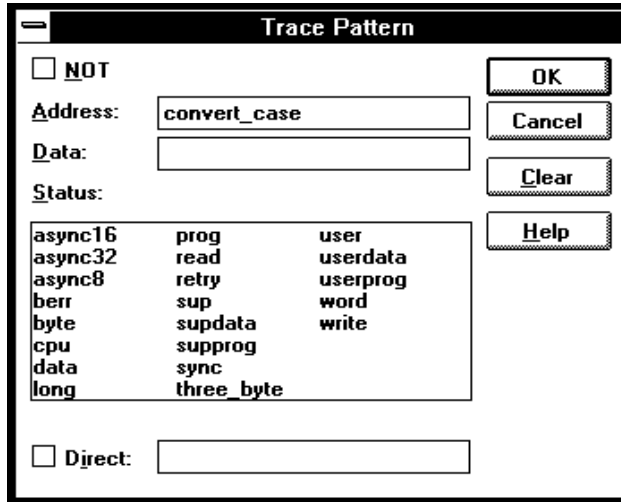 Trace Pattern
NOT
OK
Address: convert_case
Cancel
Data:
Clear
Status:
Help
async16 prog user
async32 read userdata
async8 retry userprog
berr sup word
byte supdata write
cpu supprog
data sync
long three_byte
Direct: